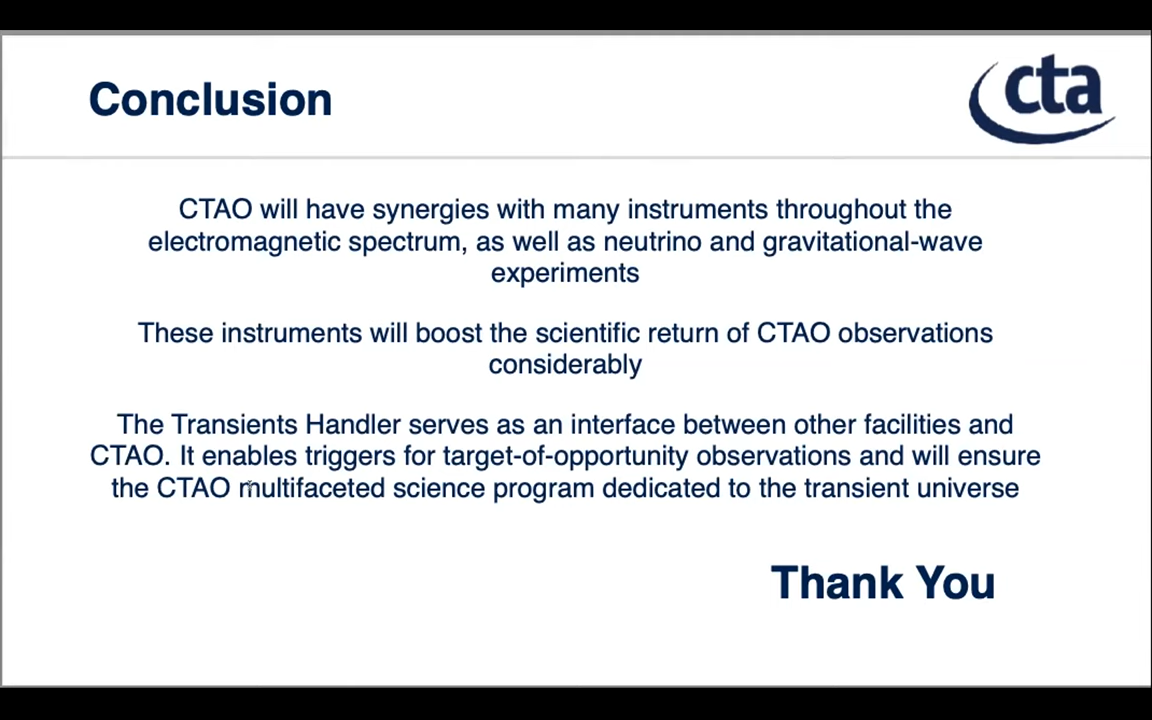 Conclusion
cta
CTAO will have synergies with many instruments throughout the
electromagnetic spectrum, as well as neutrino and gravitational-wave
experiments
These instruments will boost the scientific return of CTAO observations
considerably
The Transients Handler serves as an interface between other facilities and
CTAO. It enables triggers for target-of-opportunity observations and will ensure
the CTAO multifaceted science program dedicated to the transient universe
Thank You